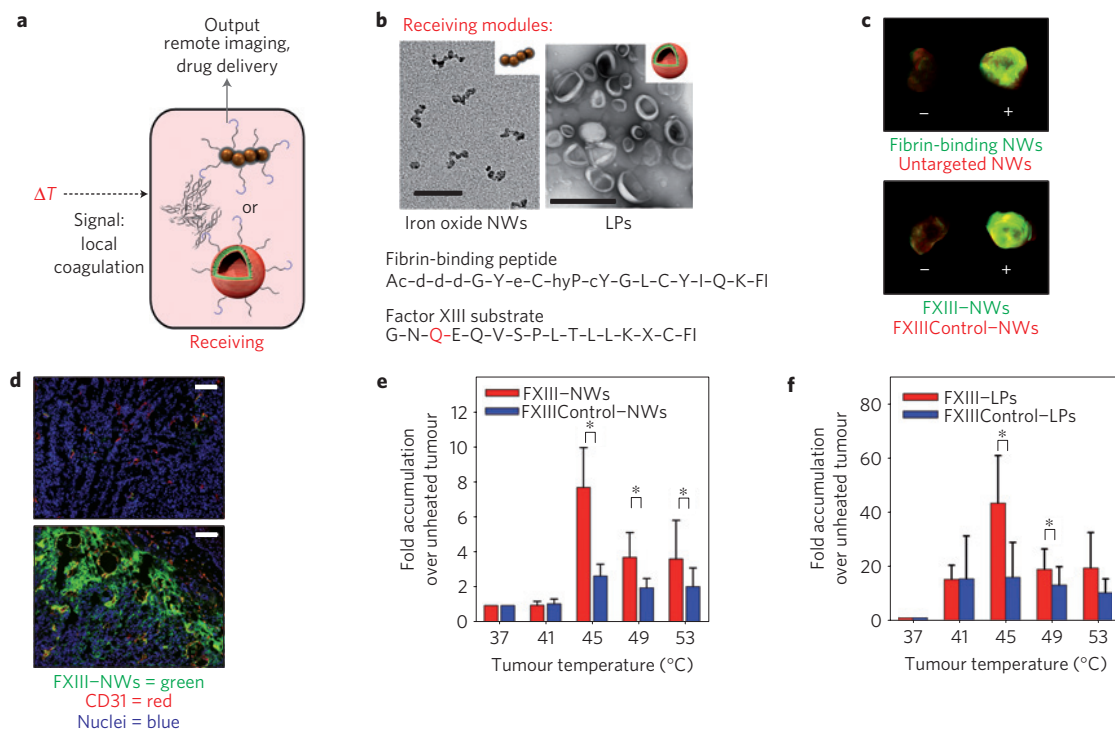 a
Output
remote imaging,
drug delivery
ΔT
Signal:
local
coagulation
or
Receiving
b
Receiving modules:
Iron oxide NWs
LPs
Fibrin-binding peptide
Ac–d–d–d–G–Y–e–C–hyP–cY–G–L–C–Y–I–Q–K–Fl
Factor XIII substrate
G–N–Q–E–Q–V–S–P–L–T–L–L–K–X–C–Fl
c
– +
Fibrin-binding NWs
Untargeted NWs
– +
FXIII–NWs
FXIIIControl–NWs
d
FXIII–NWs = green
CD31 = red
Nuclei = blue
e
FXIII–NWs
FXIIIControl–NWs
Fold accumulation
over unheated tumour
12
10
8
6
4
2
0
* * *
37 41 45 49 53
Tumour temperature (°C)
f
FXIII–LPs
FXIIIControl–LPs
Fold accumulation
over unheated tumour
80
60
40
20
0
* *
37 41 45 49 53
Tumour temperature (°C)